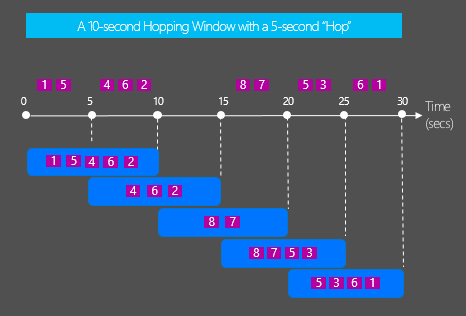 A 10-second Hopping Window with a 5-second "Hop"
1 5 4 6 2 8 7 5 3 6 1
0 5 10 15 20 25 30 Time
(secs)
1 5 4 6 2
4 6 2
8 7
8 7 5 3
5 3 6 1